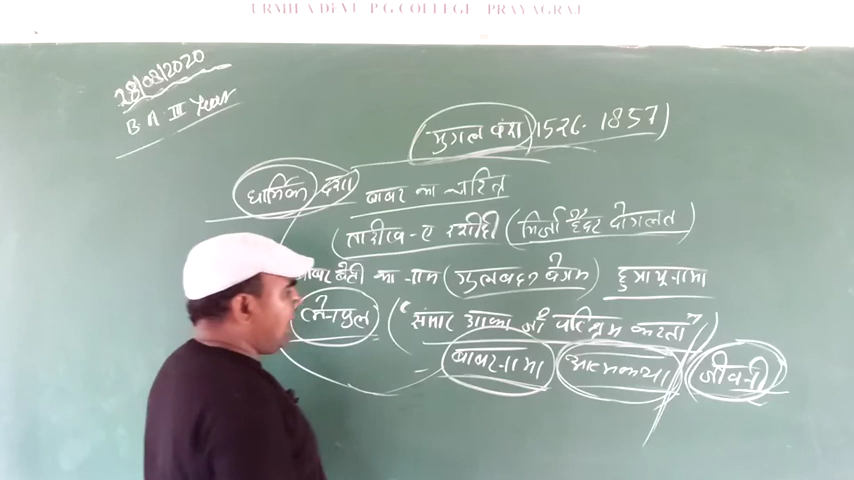 URMILA DEVI P.G COLLEGE PRAYAGRAJ
28/08/2020
B A III Year
मुगल वंश 1526- 1857)
धार्मिक दशा
बाबर का चरित्र
(तारीख-ए रशीदी (मिर्जा हैदर दोगलत)
बाबर बेटी का नाम (गुलबदन बेगम) हुमायूनामा
लेनपूल ("संसार उसका जो परिश्रम करता")
- बाबरनामा आत्मकथा जीवनी